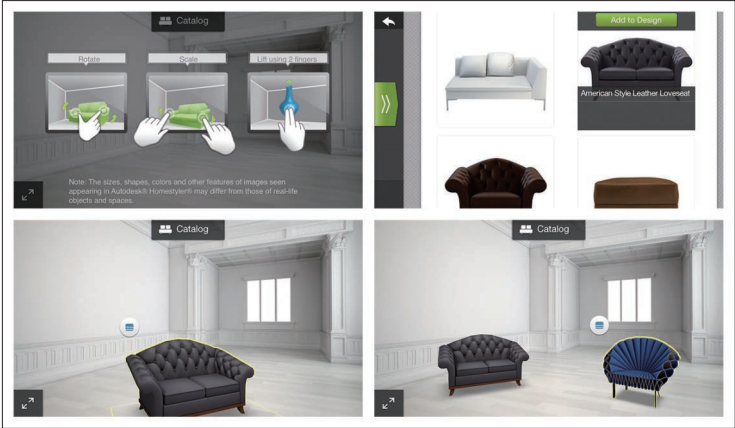 Catalog
Rotate
Scale
Lift using 2 fingers
Note: The sizes, shapes, colors and other features of images seen
appearing in Autodesk® Homestyler® may differ from those of real-life
objects and spaces.
Add to Design
American Style Leather Loveseat
Catalog
Catalog